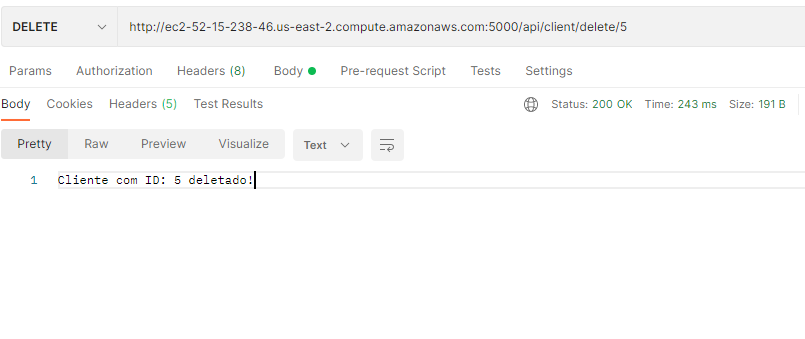 DELETE http://ec2-52-15-238-46.us-east-2.compute.amazonaws.com:5000/api/client/delete/5
Params Authorization Headers (8) Body Pre-request Script Tests Settings
Body Cookies Headers (5) Test Results Status: 200 OK Time: 243 ms Size: 191 B
Pretty Raw Preview Visualize Text
1 Cliente com ID: 5 deletado!